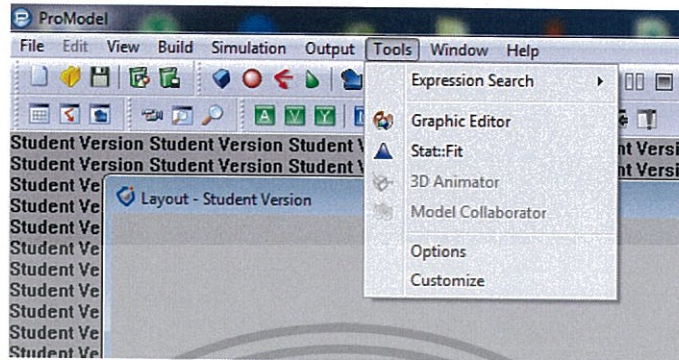 ProModel
File Edit View Build Simulation Output Tools Window Help
Expression Search
A V Y
Graphic Editor
Student Version Student Version Student V
nt Versi
Stat::Fit
Student Version Student Version Student V
nt Versi
3D Animator
Student Ve
Layout - Student Version
Student Ve
Model Collaborator
Student Ve
Student Ve
Options
Student Ve
Customize
Student Ve
Student Ve
Student Ve
Student Ve